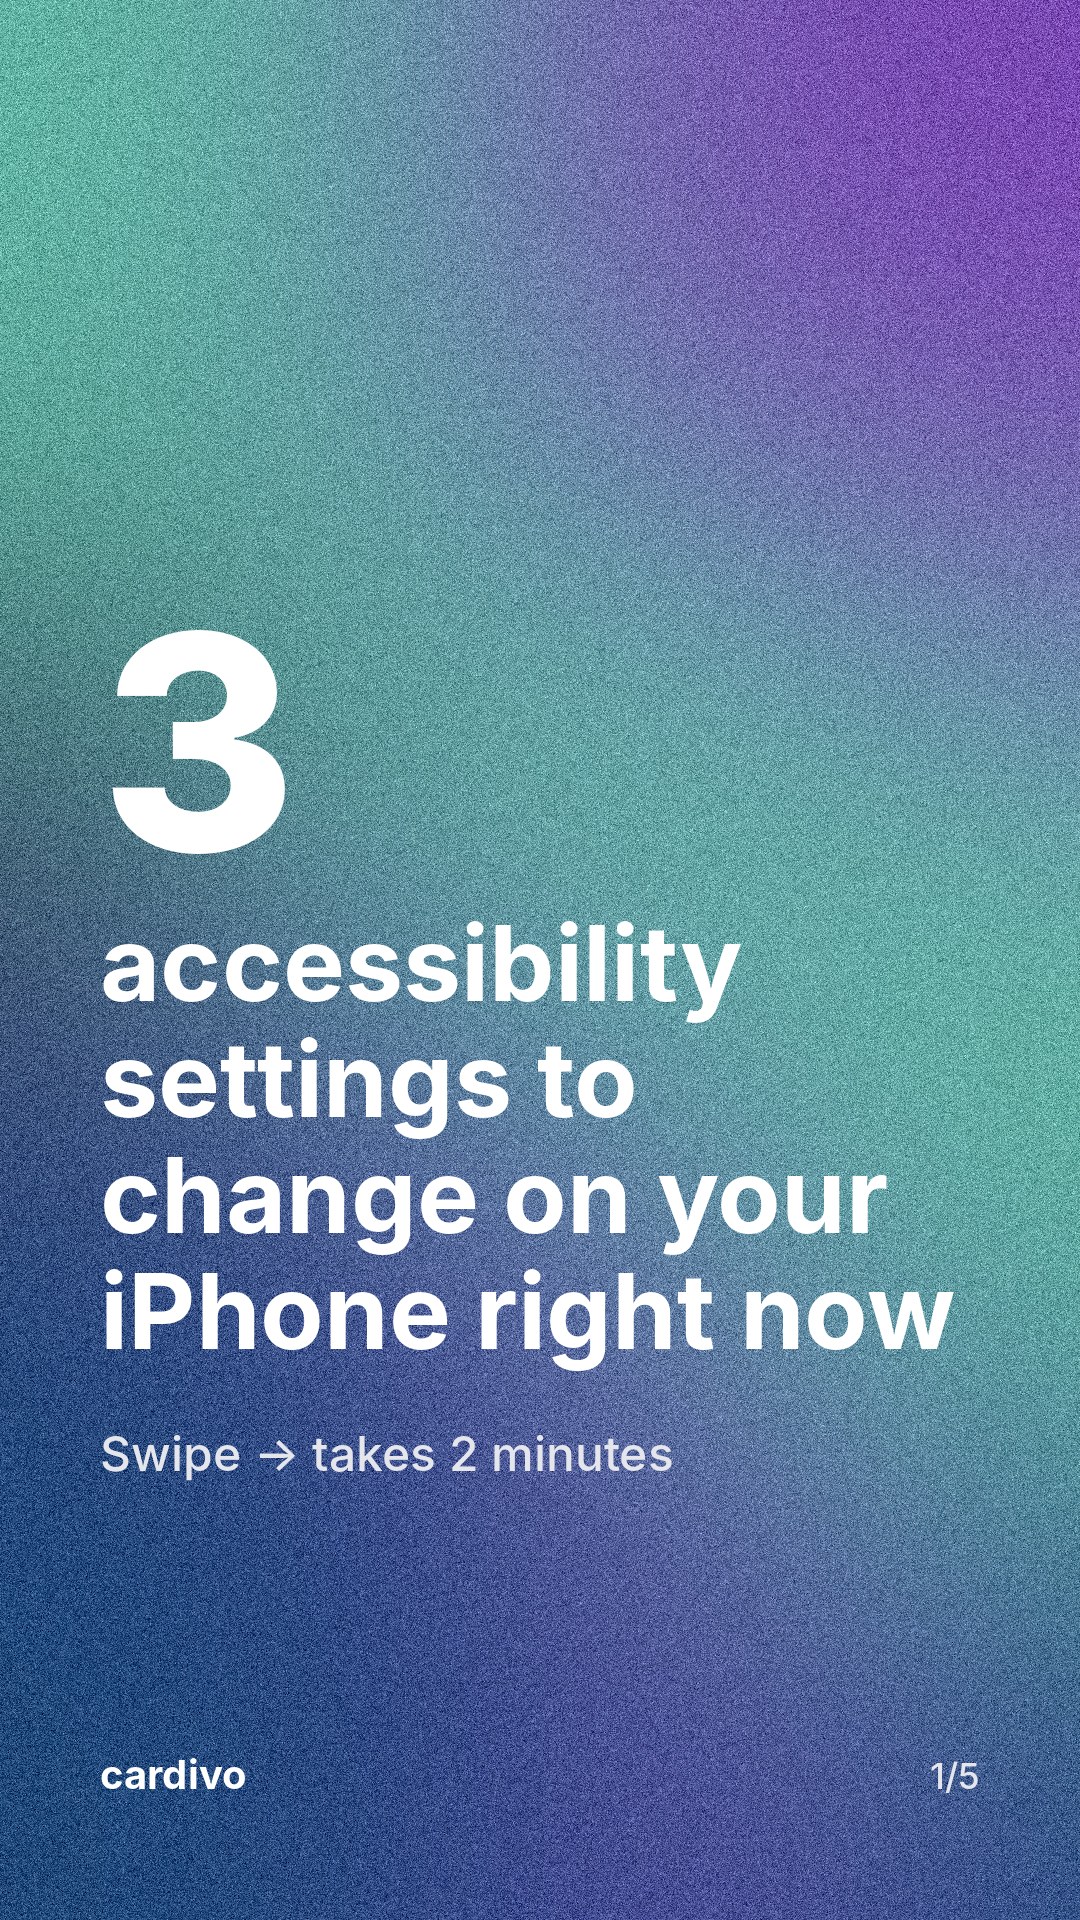 3
accessibility
settings to
change on your
iPhone right now
Swipe → takes 2 minutes
cardivo
1/5